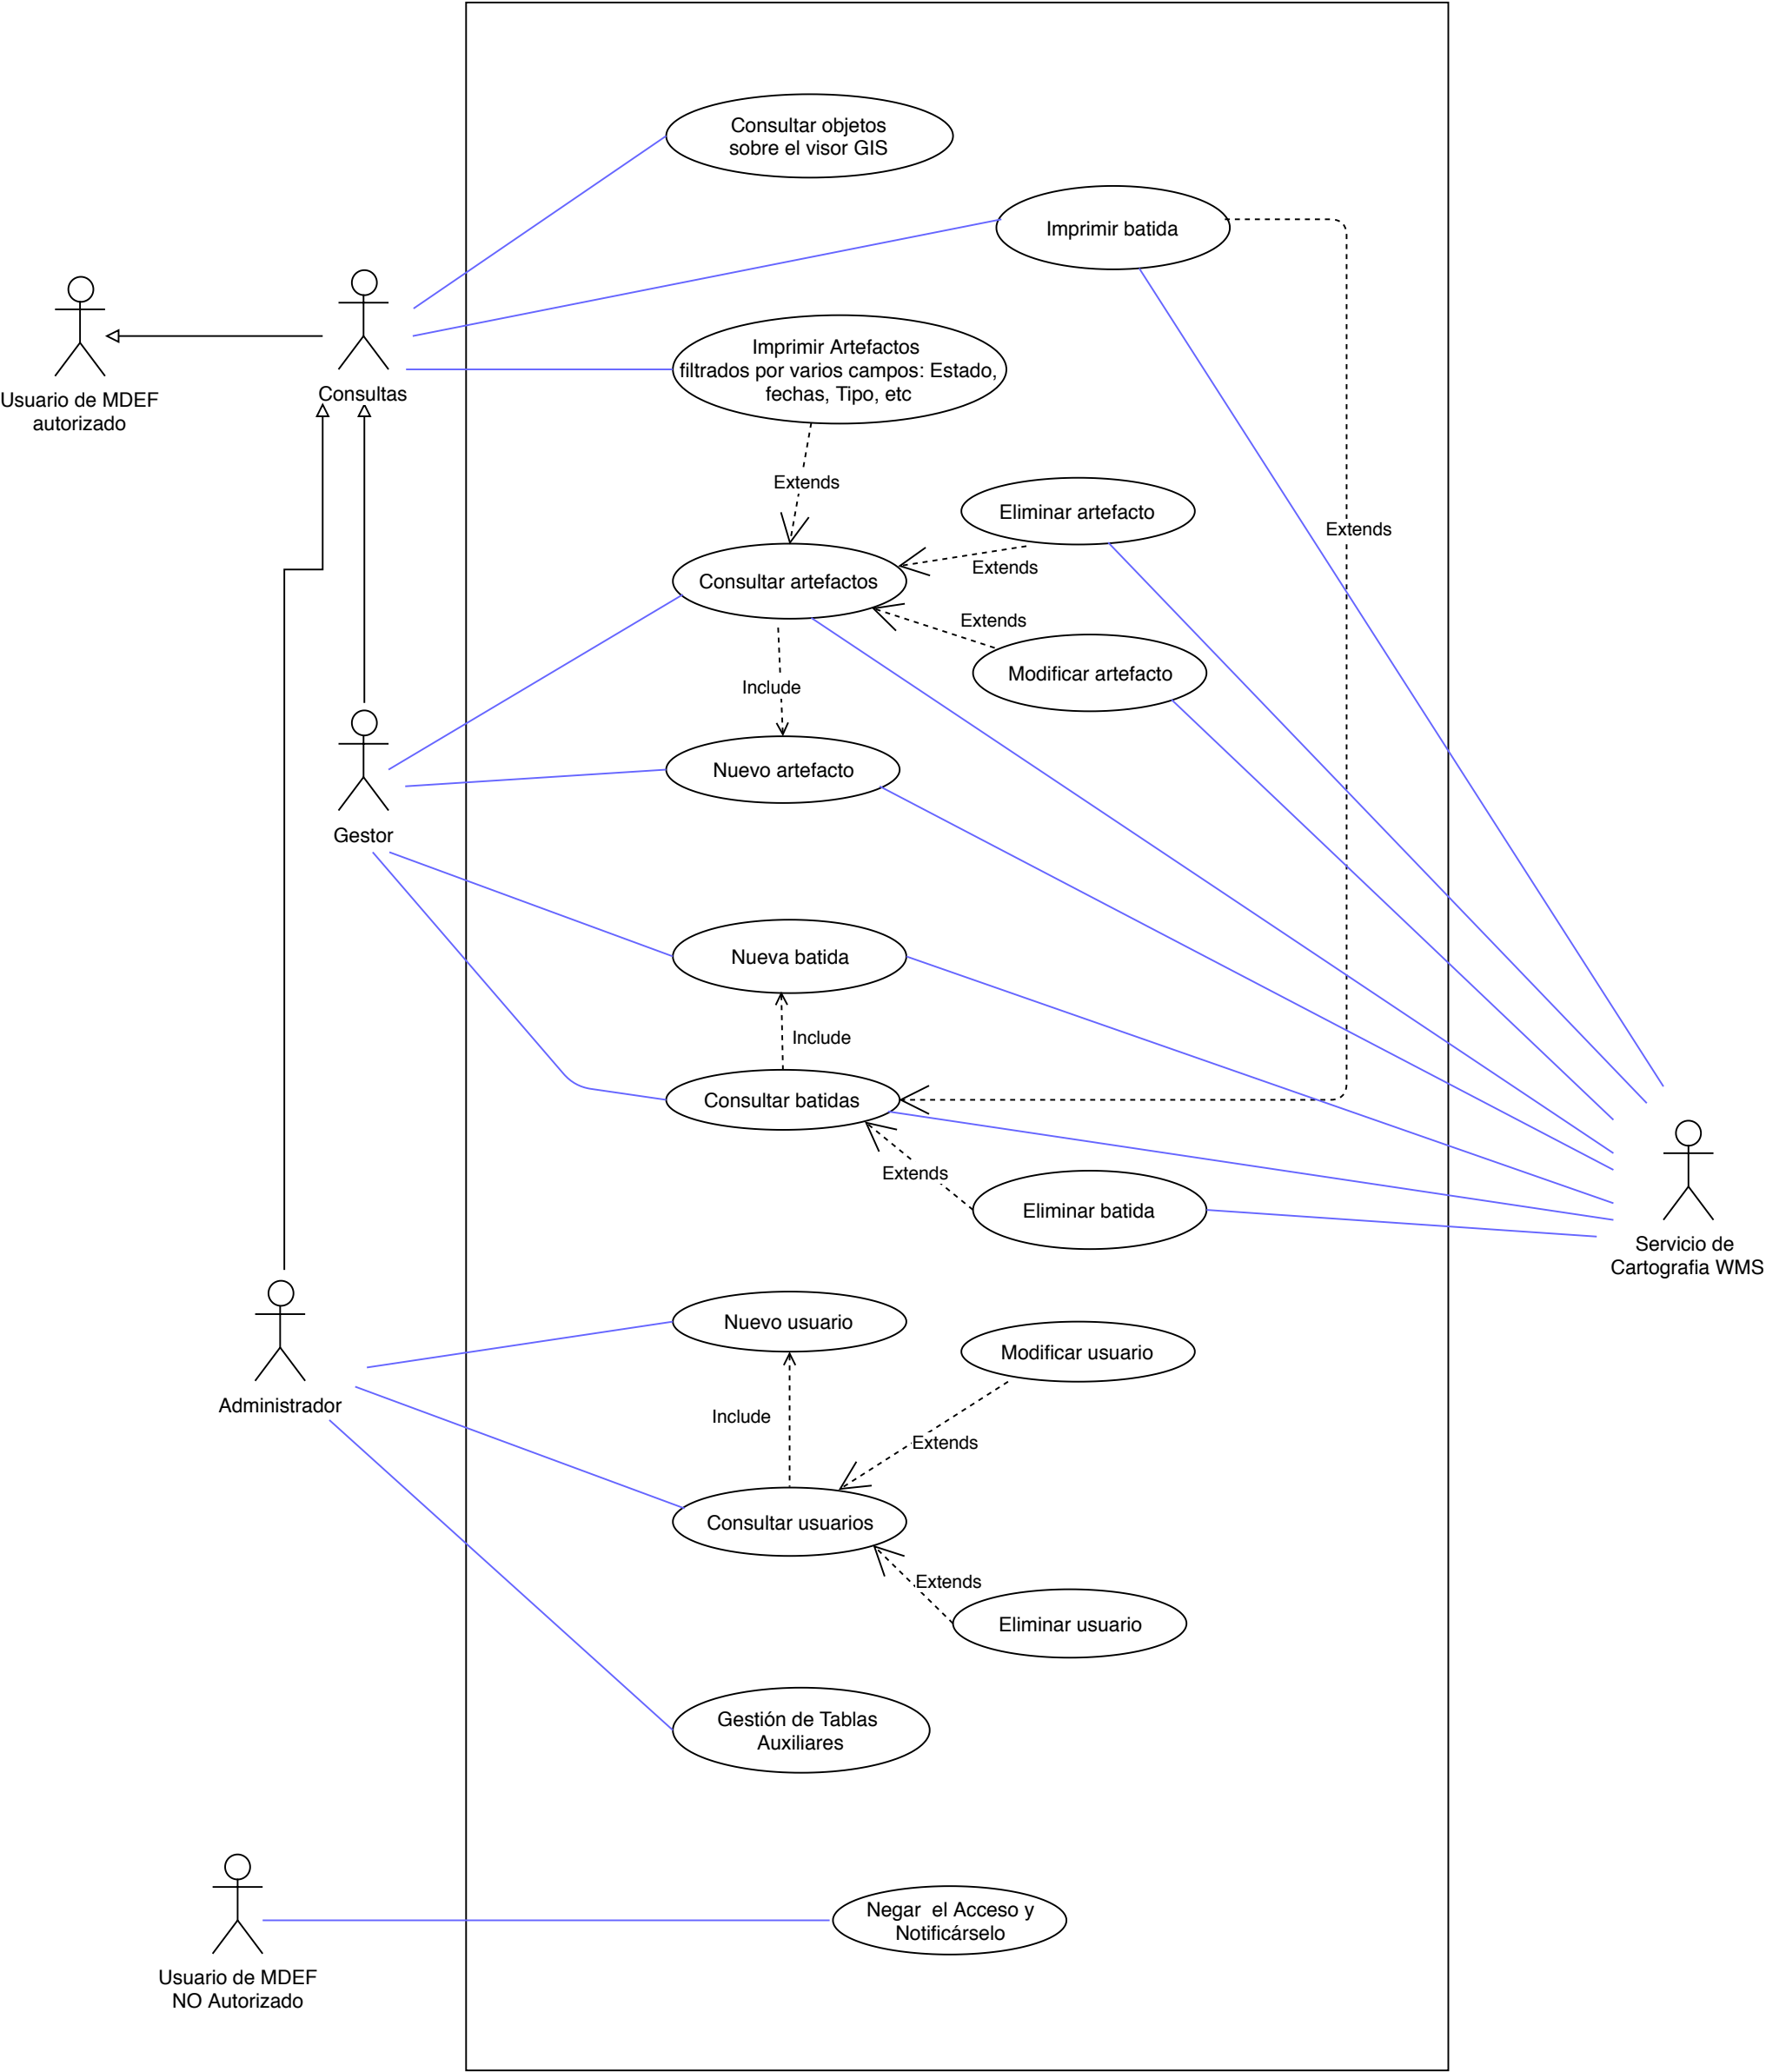 Consultar objetos
sobre el visor GIS
Imprimir batida
Usuario de MDEF
autorizado
Consultas
Imprimir Artefactos
filtrados por varios campos: Estado,
fechas, Tipo, etc
Extends
Eliminar artefacto
Extends
Consultar artefactos
Extends
Extends
Modificar artefacto
Include
Nuevo artefacto
Gestor
Nueva batida
Include
Consultar batidas
Extends
Eliminar batida
Servicio de
Cartografia WMS
Nuevo usuario
Modificar usuario
Administrador
Include
Extends
Consultar usuarios
Extends
Eliminar usuario
Gestión de Tablas
Auxiliares
Negar  el Acceso y
Notificárselo
Usuario de MDEF
NO Autorizado